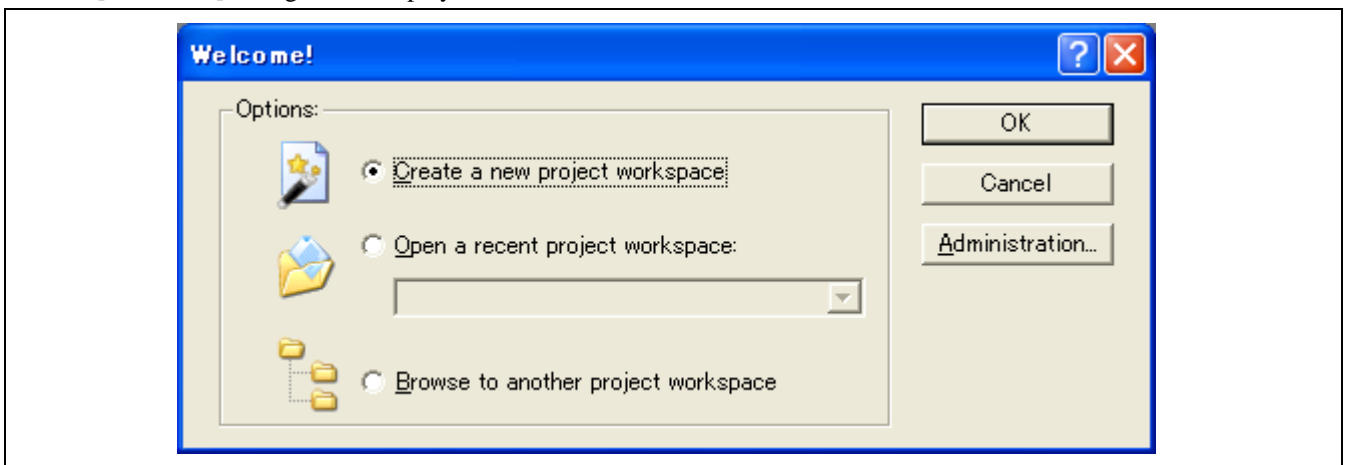 Welcome!
Options:
Create a new project workspace
Open a recent project workspace:
Browse to another project workspace
OK
Cancel
Administration...